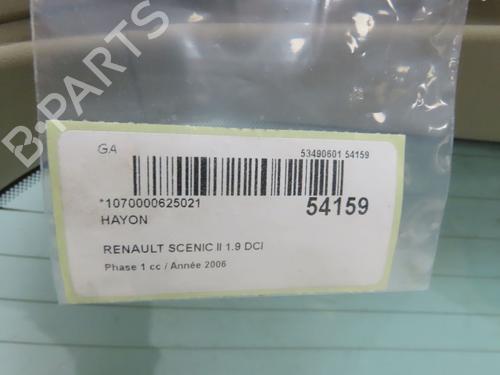 B-PARTS
GA
53490601 54159
*1070000625021
54159
HAYON
RENAULT SCENIC II 1.9 DCI
Phase 1 cc / Année 2006